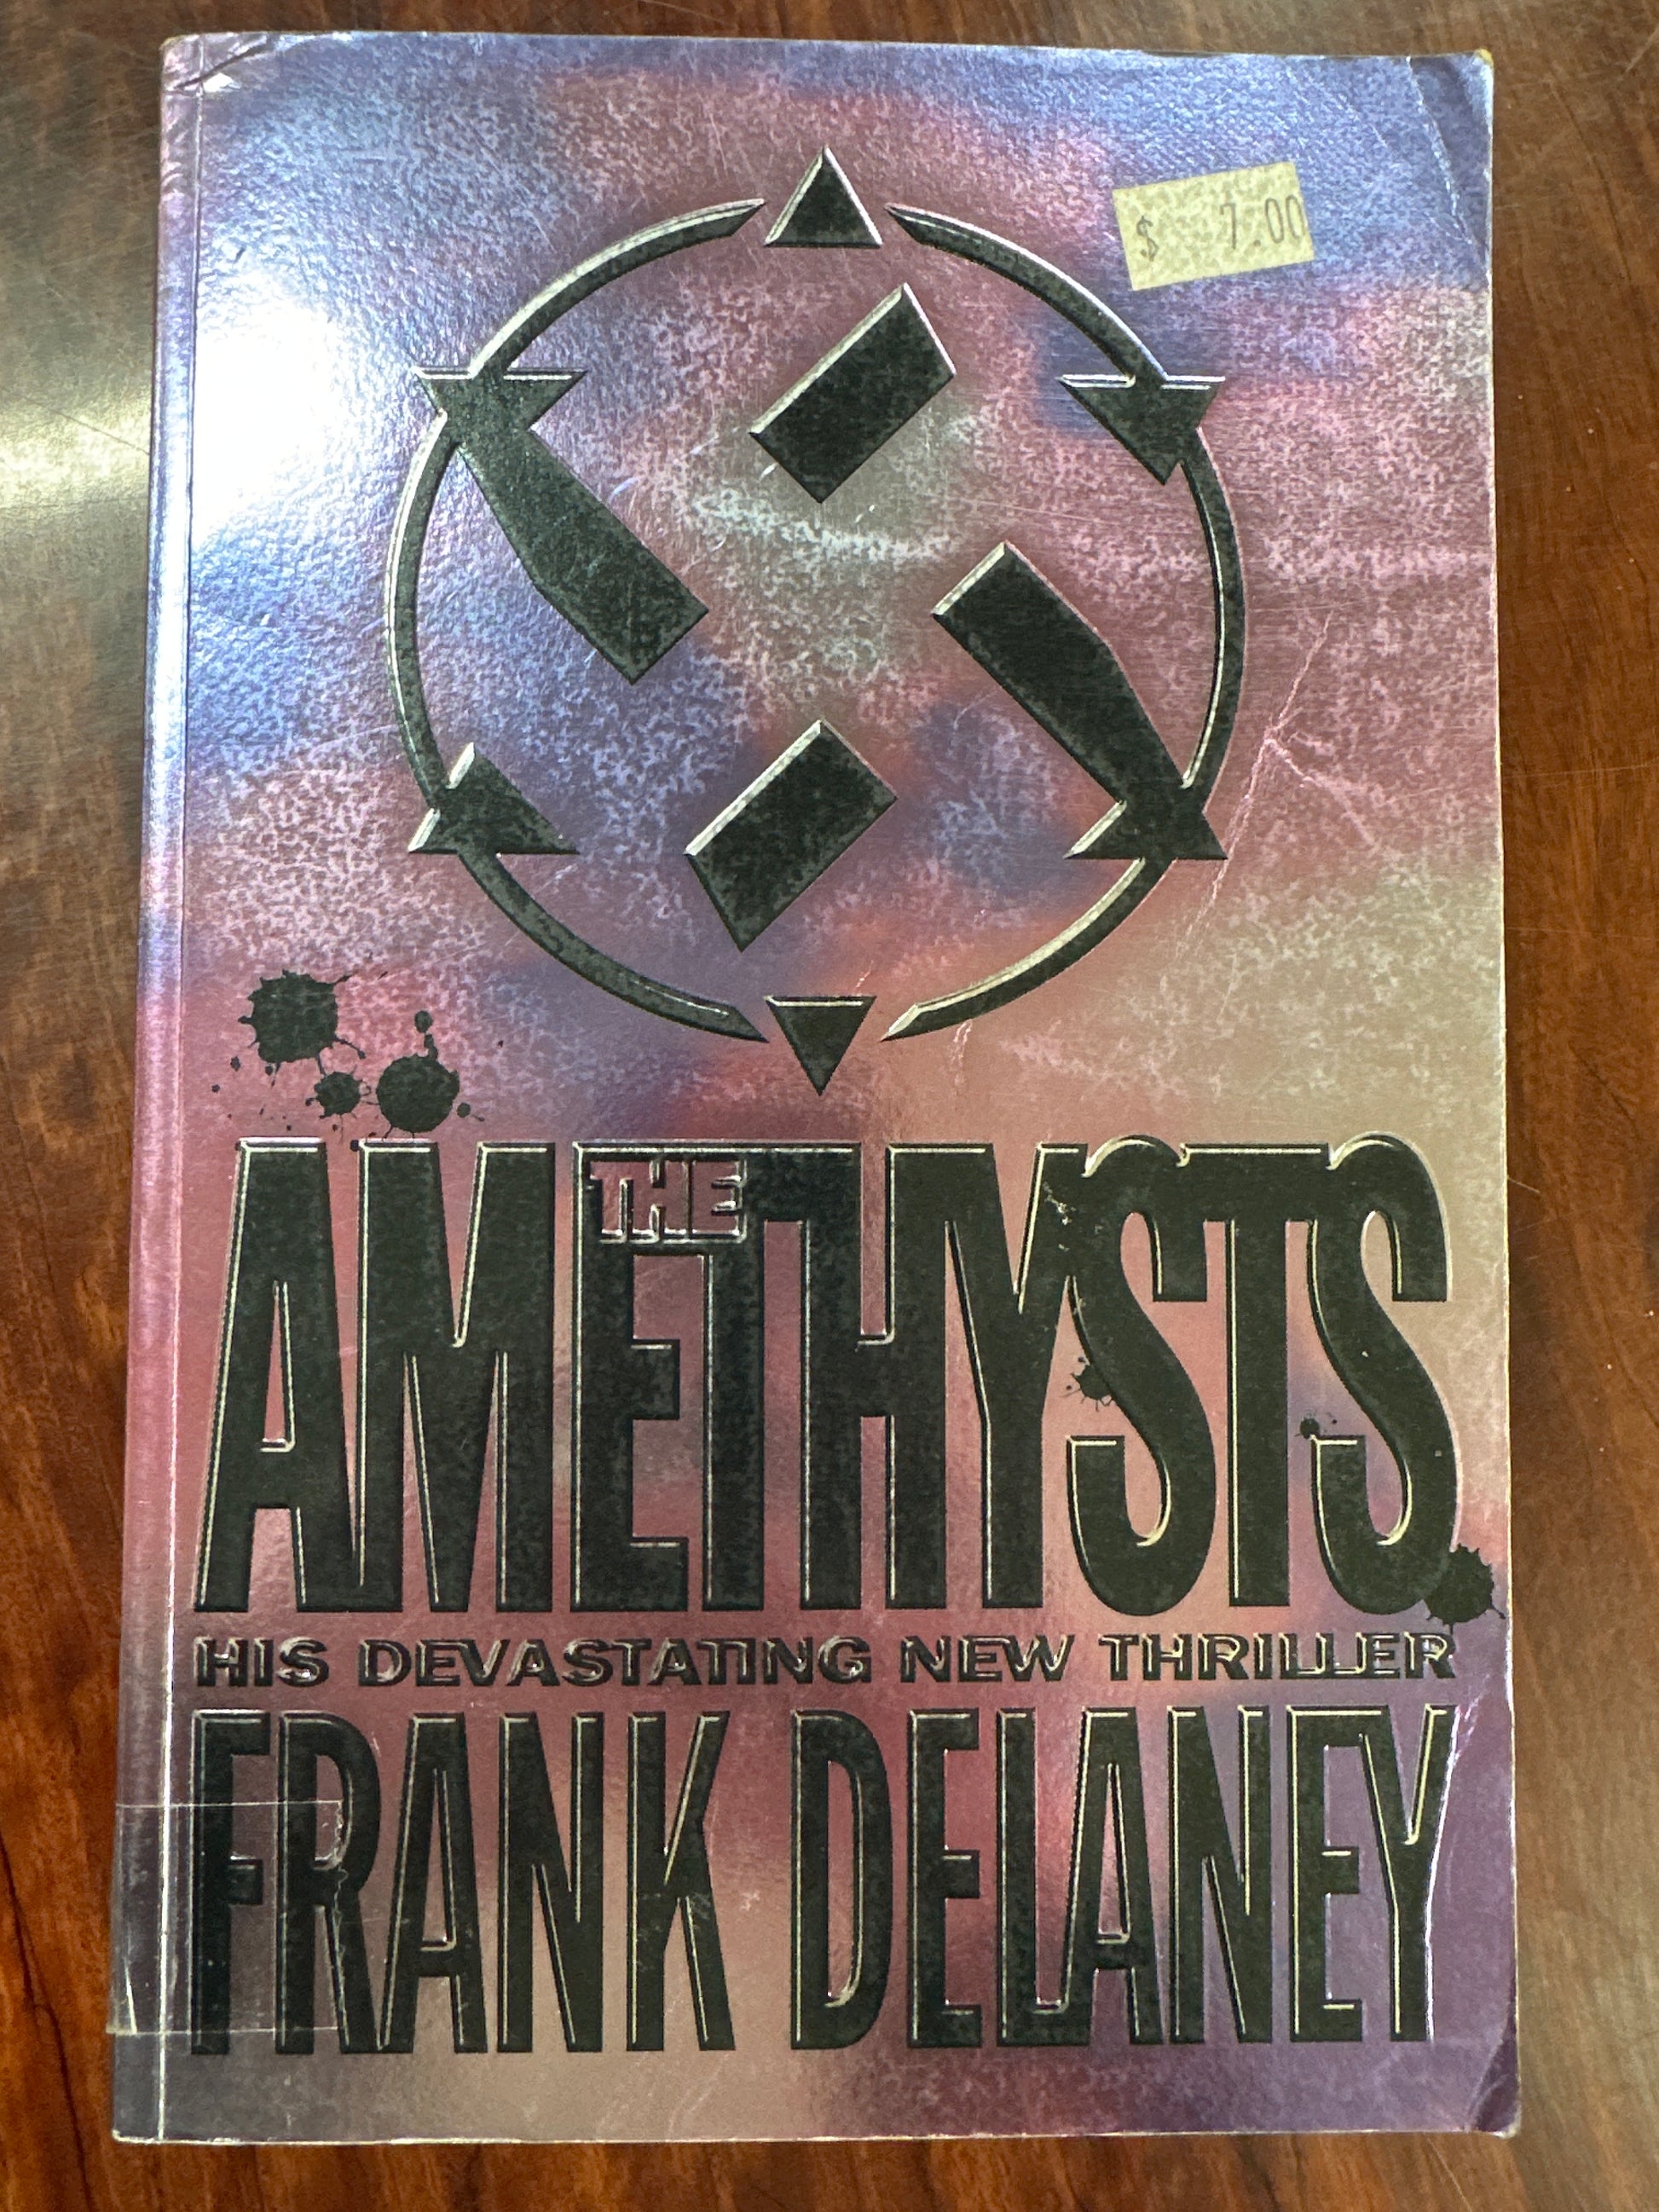 $ 7.00
THE
AMETHYSTS
HIS DEVASTATING NEW THRILLER
FRANK DELANEY